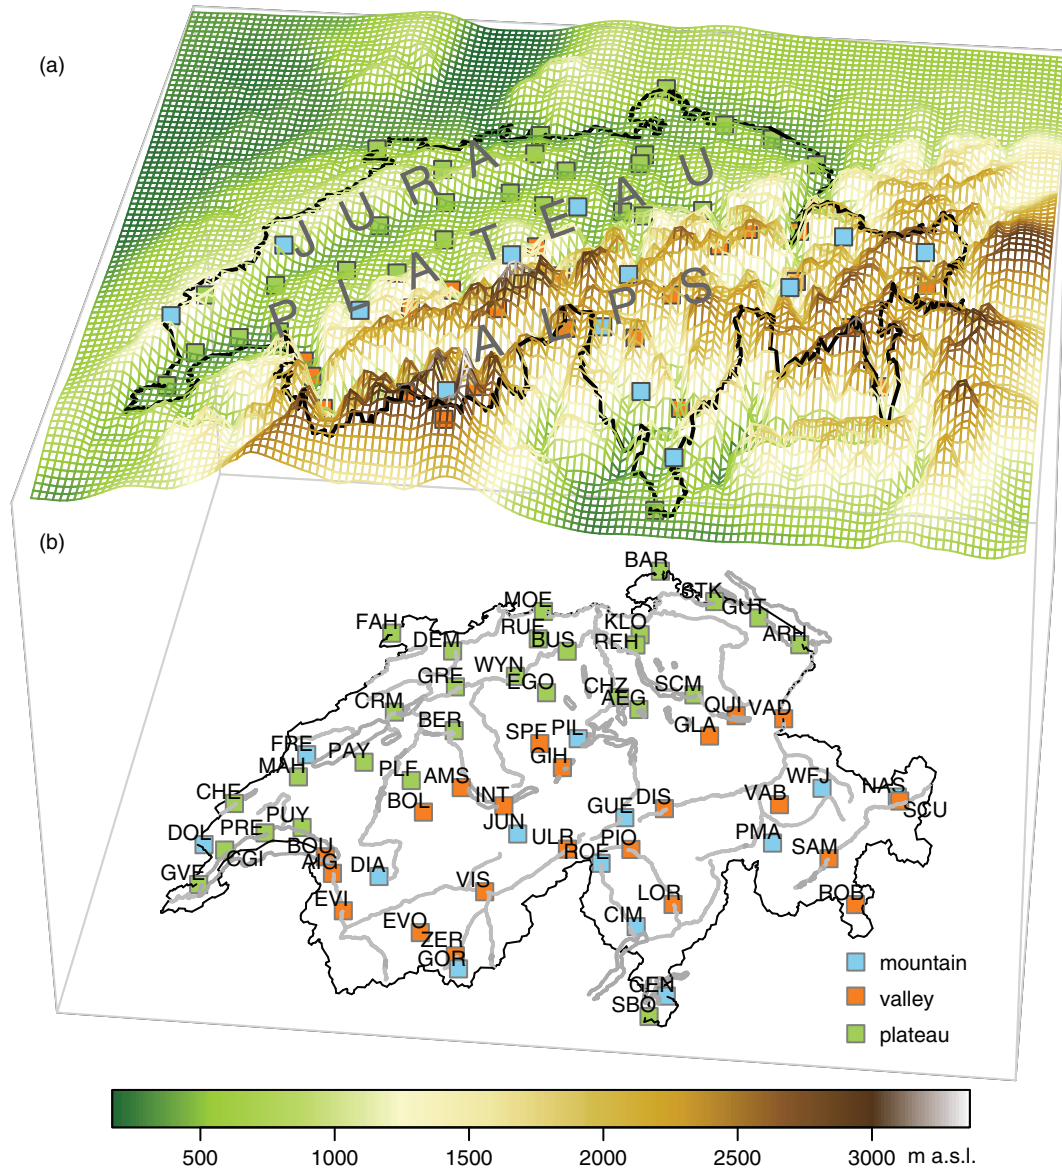 (a)
JURA
PLATEAU
ALPS
(b)
BAR
STK
GUT
ARH
MOE
FAH
RUE
KLO
BUS
REH
DEM
WYN
GRE
EGO
CHZ
SCM
AEG
CRM
QUI
VAD
BER
GLA
SPF
PIL
FRE
PAY
GIH
MAH
PLF
AMS
WFJ
NAS
CHE
BOL
INT
GUE
DIS
VAB
SCU
PUY
JUN
DOL
PRE
ULR
PIO
PMA
BOU
SAM
CGI
AIG
ROE
GVE
DIA
VIS
EVI
LOR
ROB
EVO
CIM
ZER
GOR
GEN
SBO
mountain
valley
plateau
500 1000 1500 2000 2500 3000 m a.s.l.